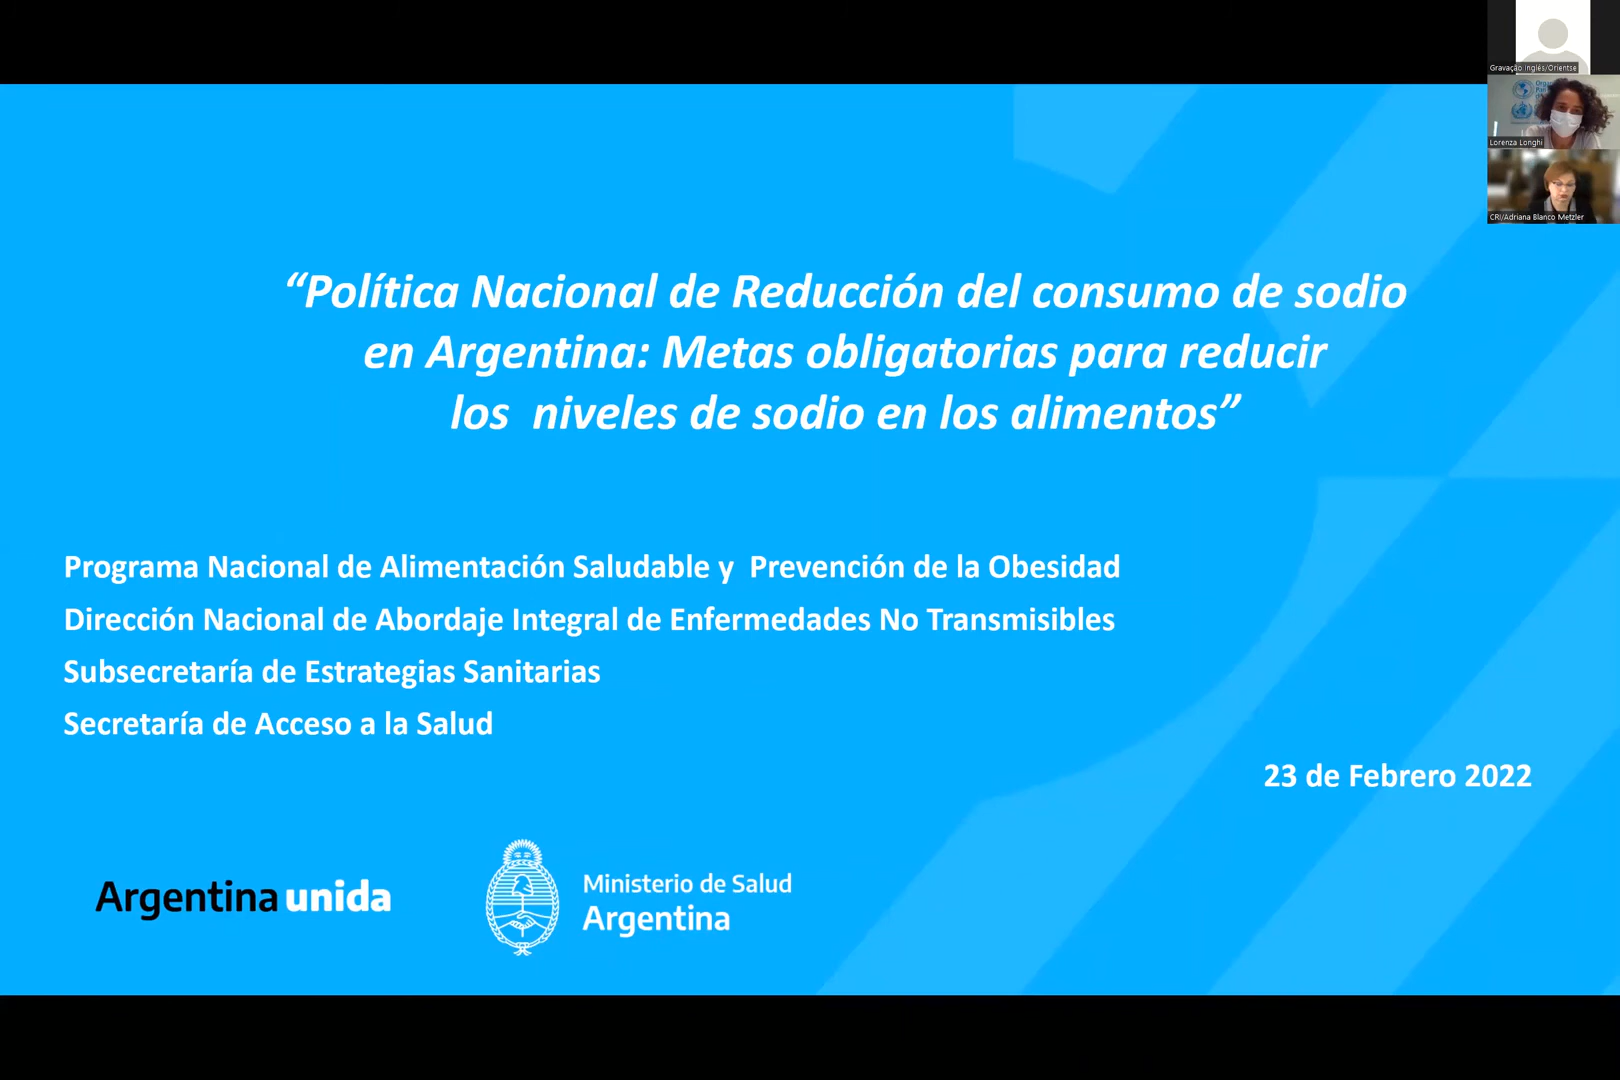 “Política Nacional de Reducción del consumo de sodio
en Argentina: Metas obligatorias para reducir
los  niveles de sodio en los alimentos”
Programa Nacional de Alimentación Saludable y  Prevención de la Obesidad
Dirección Nacional de Abordaje Integral de Enfermedades No Transmisibles
Subsecretaría de Estrategias Sanitarias
Secretaría de Acceso a la Salud
23 de Febrero 2022
Argentina unida
Ministerio de Salud
Argentina
Gravação Inglés/Orientse
Lorenza Longhi
CRI/Adriana Blanco Metzler